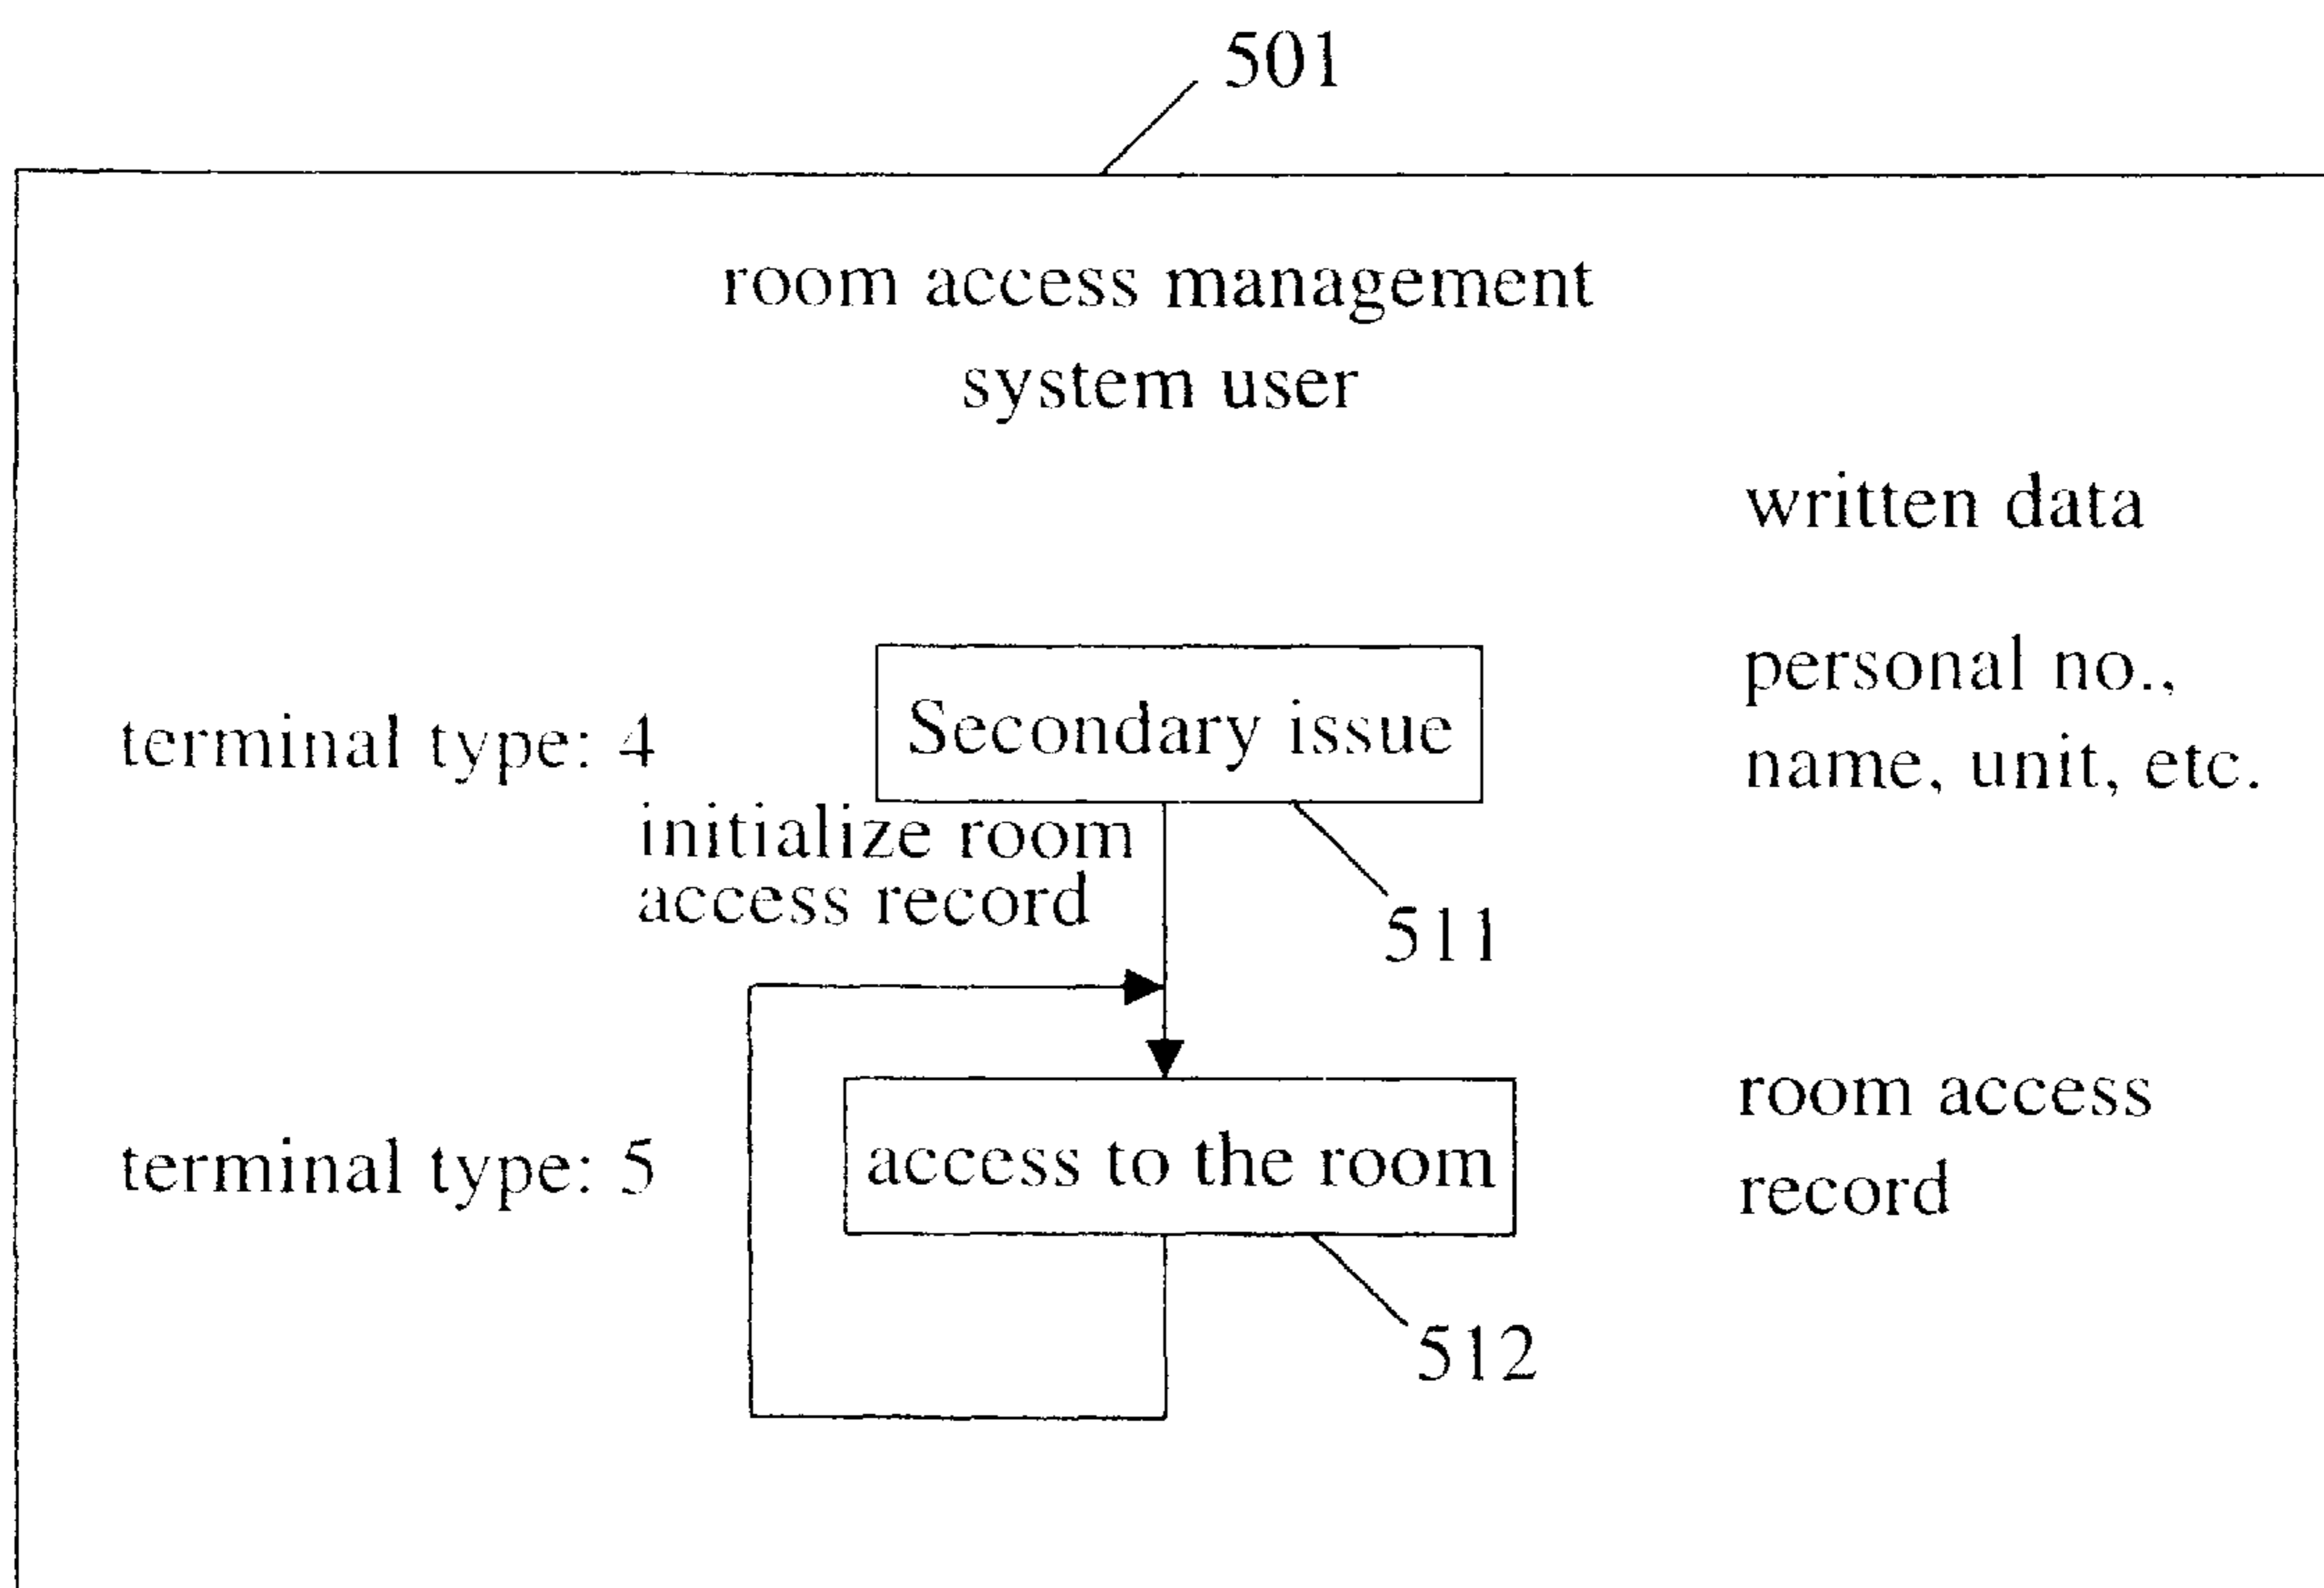 501
room access management
system user
written data
personal no.,
name, unit, etc.
terminal type: 4
Secondary issue
initialize room
access record
511
terminal type: 5
access to the room
room access
record
512